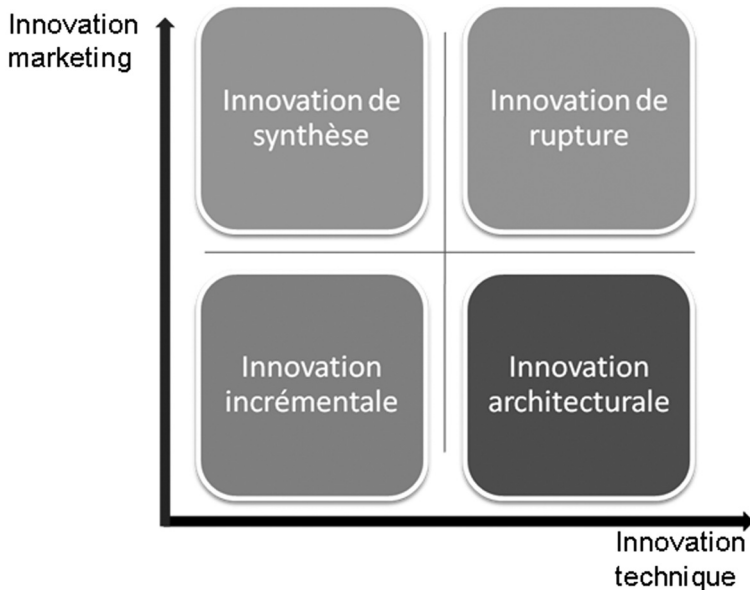 Innovation
marketing
Innovation de
synthèse
Innovation de
rupture
Innovation
incrémentale
Innovation
architecturale
Innovation
technique